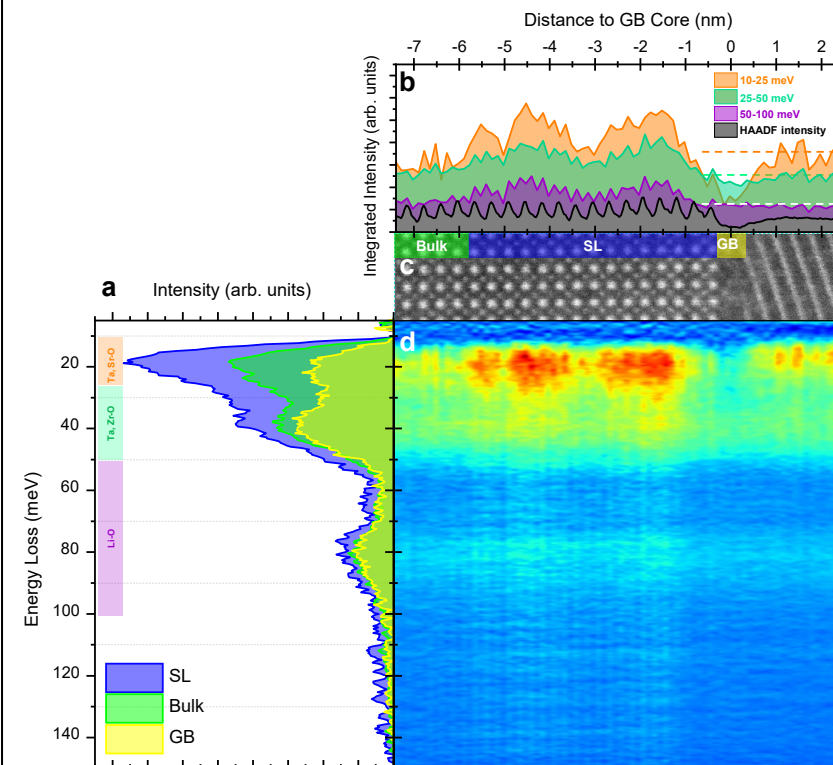 Distance to GB Core (nm)
-7 -6 -5 -4 -3 -2 -1 0 1 2
Integrated Intensity (arb. units)
b
10-25 meV
25-50 meV
50-100 meV
HAADF intensity
Bulk SL GB
c
a
Intensity (arb. units)
d
Energy Loss (meV)
20
40
60
80
100
120
140
Ta,Sr-O
Ta, Zr-O
Li-O
SL
Bulk
GB